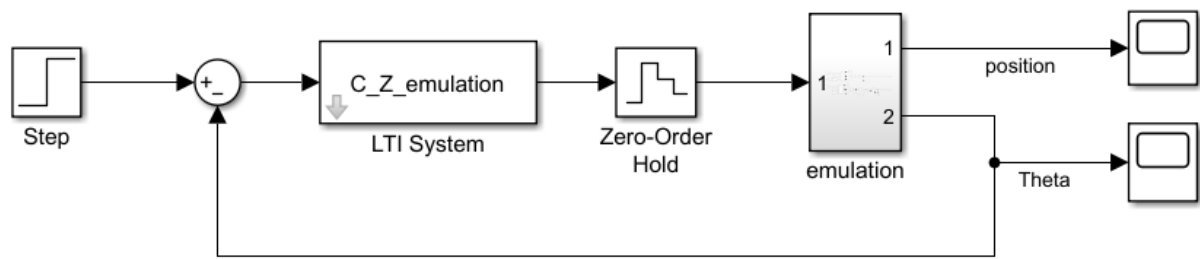 1
position
+
−
C_Z_emulation
1
2
Step
LTI System
Zero-Order
Hold
emulation
Theta